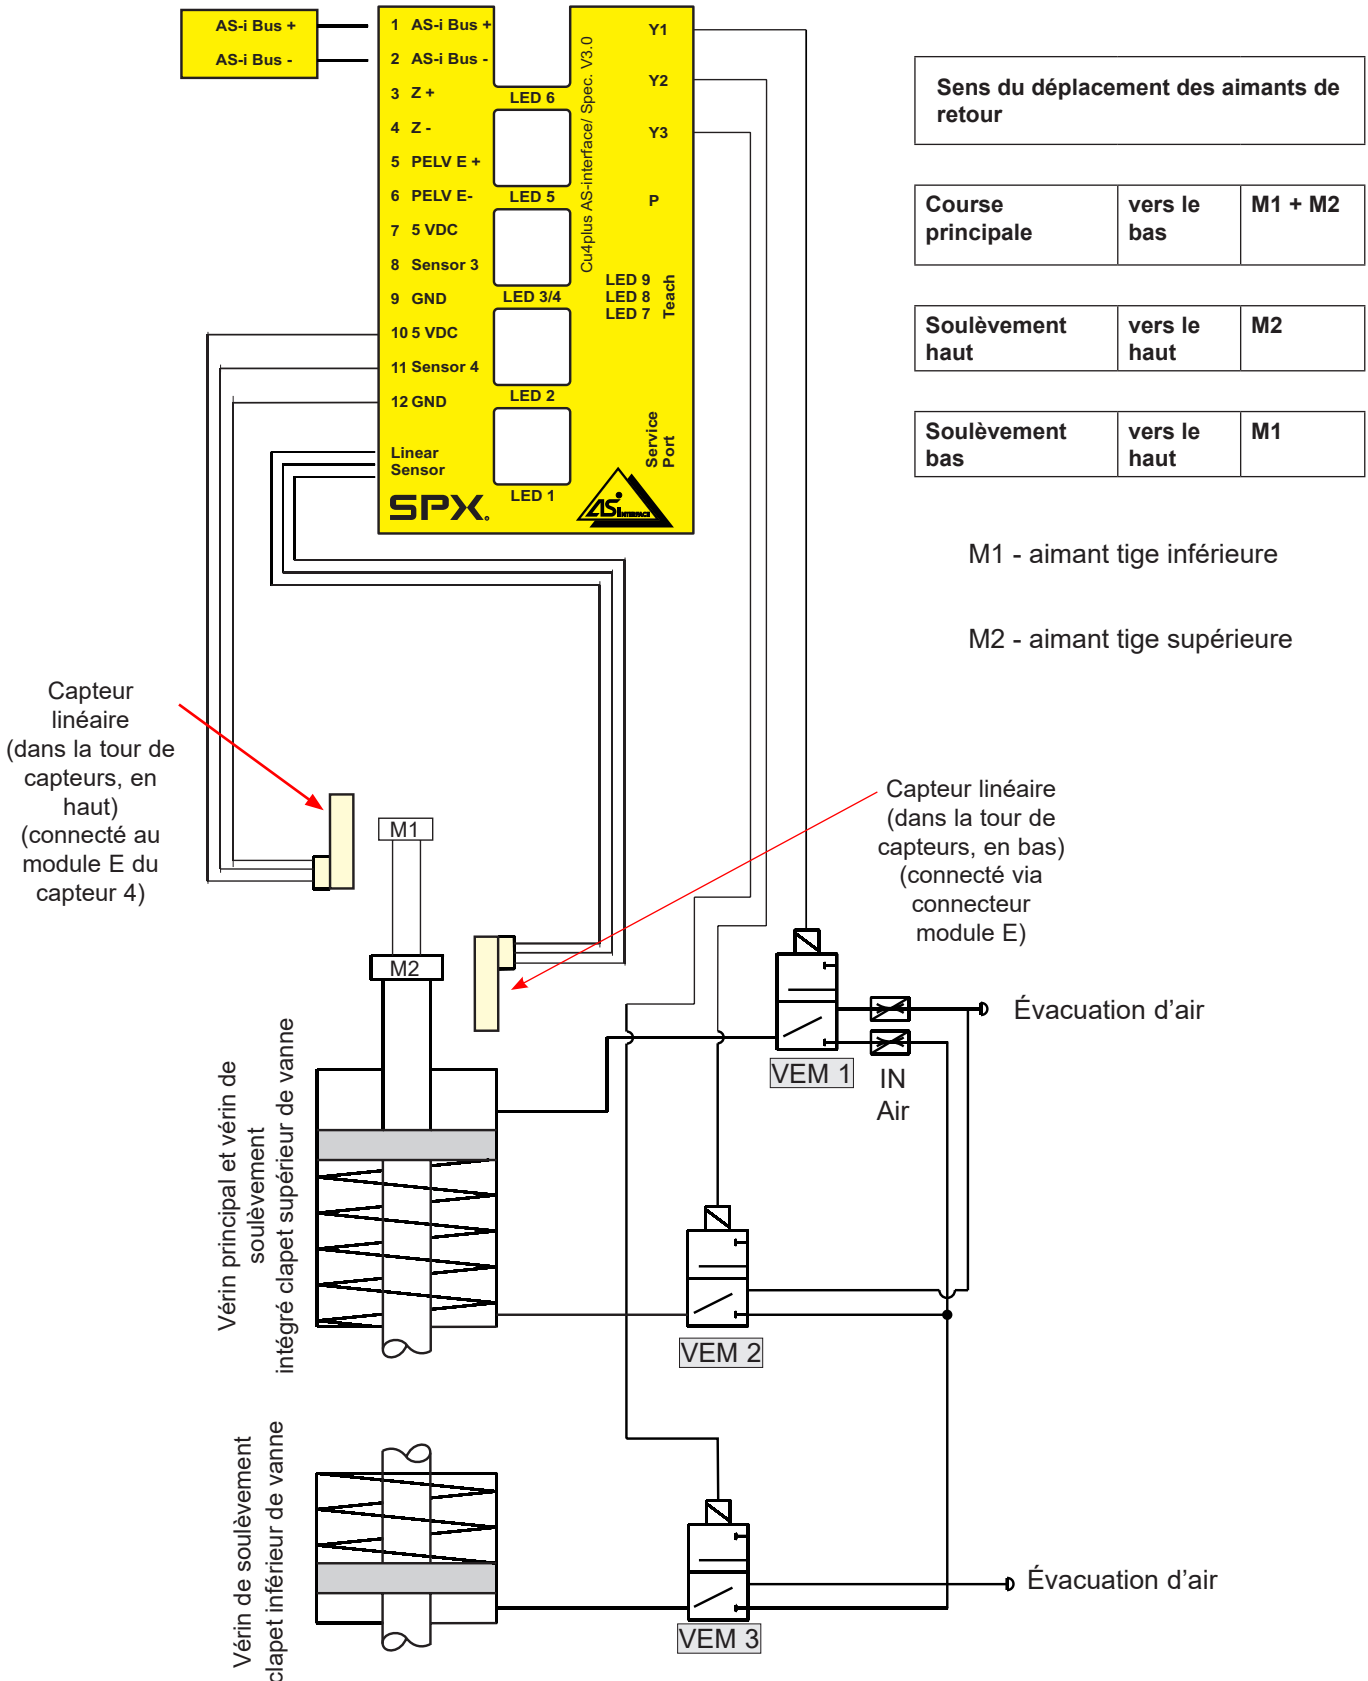 AS-i Bus +
AS-i Bus -
1 AS-i Bus +
2 AS-i Bus -
3 Z +
4 Z -
5 PELV E +
6 PELV E-
7 5 VDC
8 Sensor 3
9 GND
10 5 VDC
11 Sensor 4
12 GND
Linear
Sensor
SPX
LED 6
LED 5
LED 3/4
LED 2
LED 1
Cu4plus AS-interface/ Spec. V3.0
Y1
Y2
Y3
P
LED 9
LED 8
LED 7
Teach
Service
Port
ASi INTERFACE
Sens du déplacement des aimants de
retour
Course
principale
vers le
bas
M1 + M2
Soulèvement
haut
vers le
haut
M2
Soulèvement
bas
vers le
haut
M1
M1 - aimant tige inférieure
M2 - aimant tige supérieure
Capteur
linéaire
(dans la tour de
capteurs, en
haut)
(connecté au
module E du
capteur 4)
M1
M2
Capteur linéaire
(dans la tour de
capteurs, en bas)
(connecté via
connecteur
module E)
Évacuation d’air
VEM 1
IN
Air
Vérin principal et vérin de
soulèvement
intégré clapet supérieur de vanne
VEM 2
Vérin de soulèvement
clapet inférieur de vanne
VEM 3
Évacuation d’air